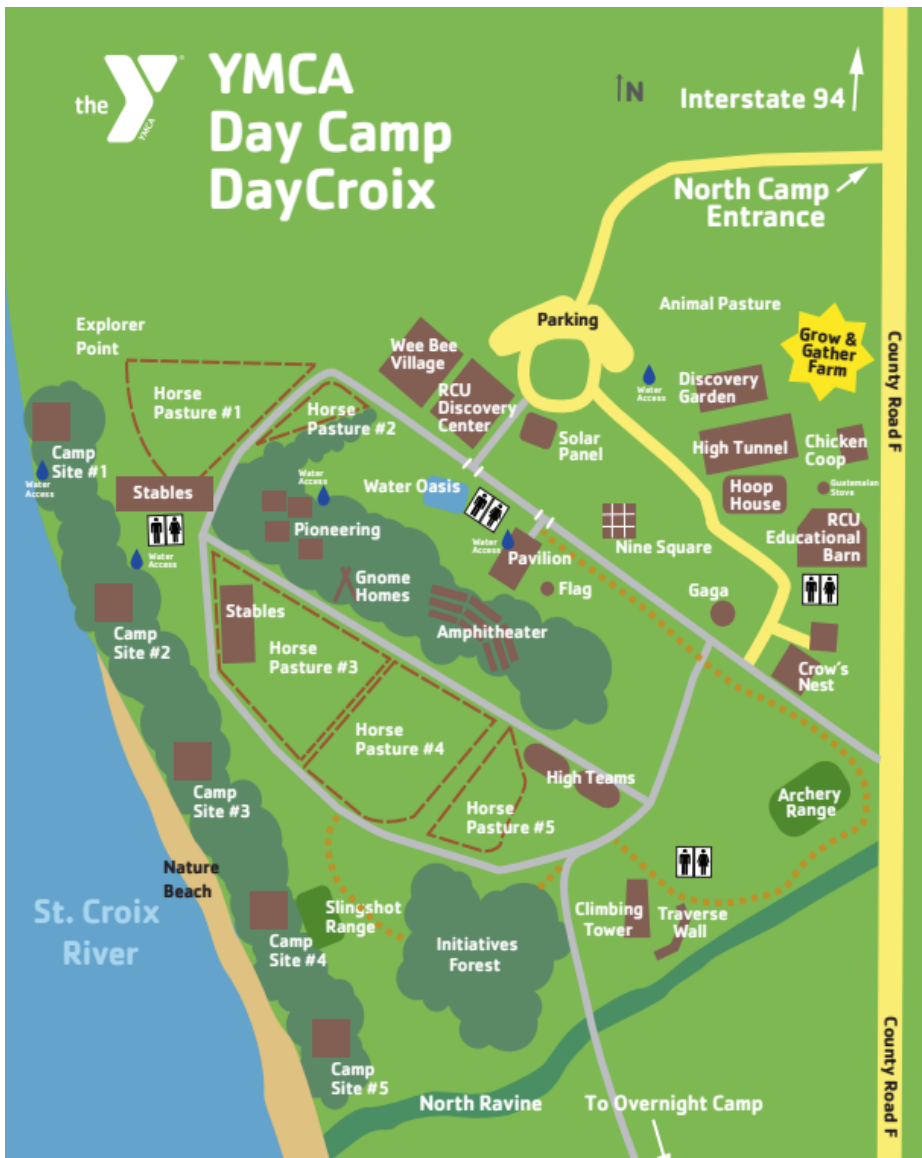 the
YMCA
®
YMCA
Day Camp
DayCroix
N
Interstate 94
North Camp
Entrance
Parking
Animal Pasture
Grow &
Gather
Farm
County Road F
Explorer
Point
Wee Bee
Village
RCU
Discovery
Center
Water
Access
Discovery
Garden
Horse
Pasture #1
Horse
Pasture #2
Solar
Panel
High Tunnel
Chicken
Coop
Camp
Site #1
Water
Access
Stables
Water
Access
Water Oasis
Hoop
House
Guatemalan
Stove
Pioneering
Water
Access
Pavilion
Nine Square
RCU
Educational
Barn
Water
Access
Gnome
Homes
Flag
Gaga
Stables
Camp
Site #2
Horse
Pasture #3
Amphitheater
Crow's
Nest
Horse
Pasture #4
High Teams
Camp
Site #3
Horse
Pasture #5
Archery
Range
Nature
Beach
St. Croix
River
Slingshot
Range
Camp
Site #4
Initiatives
Forest
Climbing
Tower
Traverse
Wall
Camp
Site #5
North Ravine
To Overnight Camp
County Road F